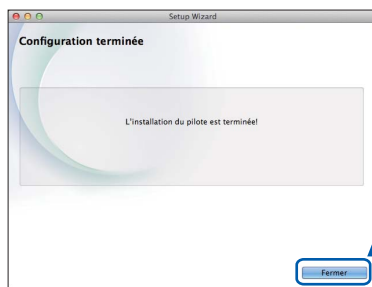 Setup Wizard
Configuration terminée
L'installation du pilote est terminée!
Fermer